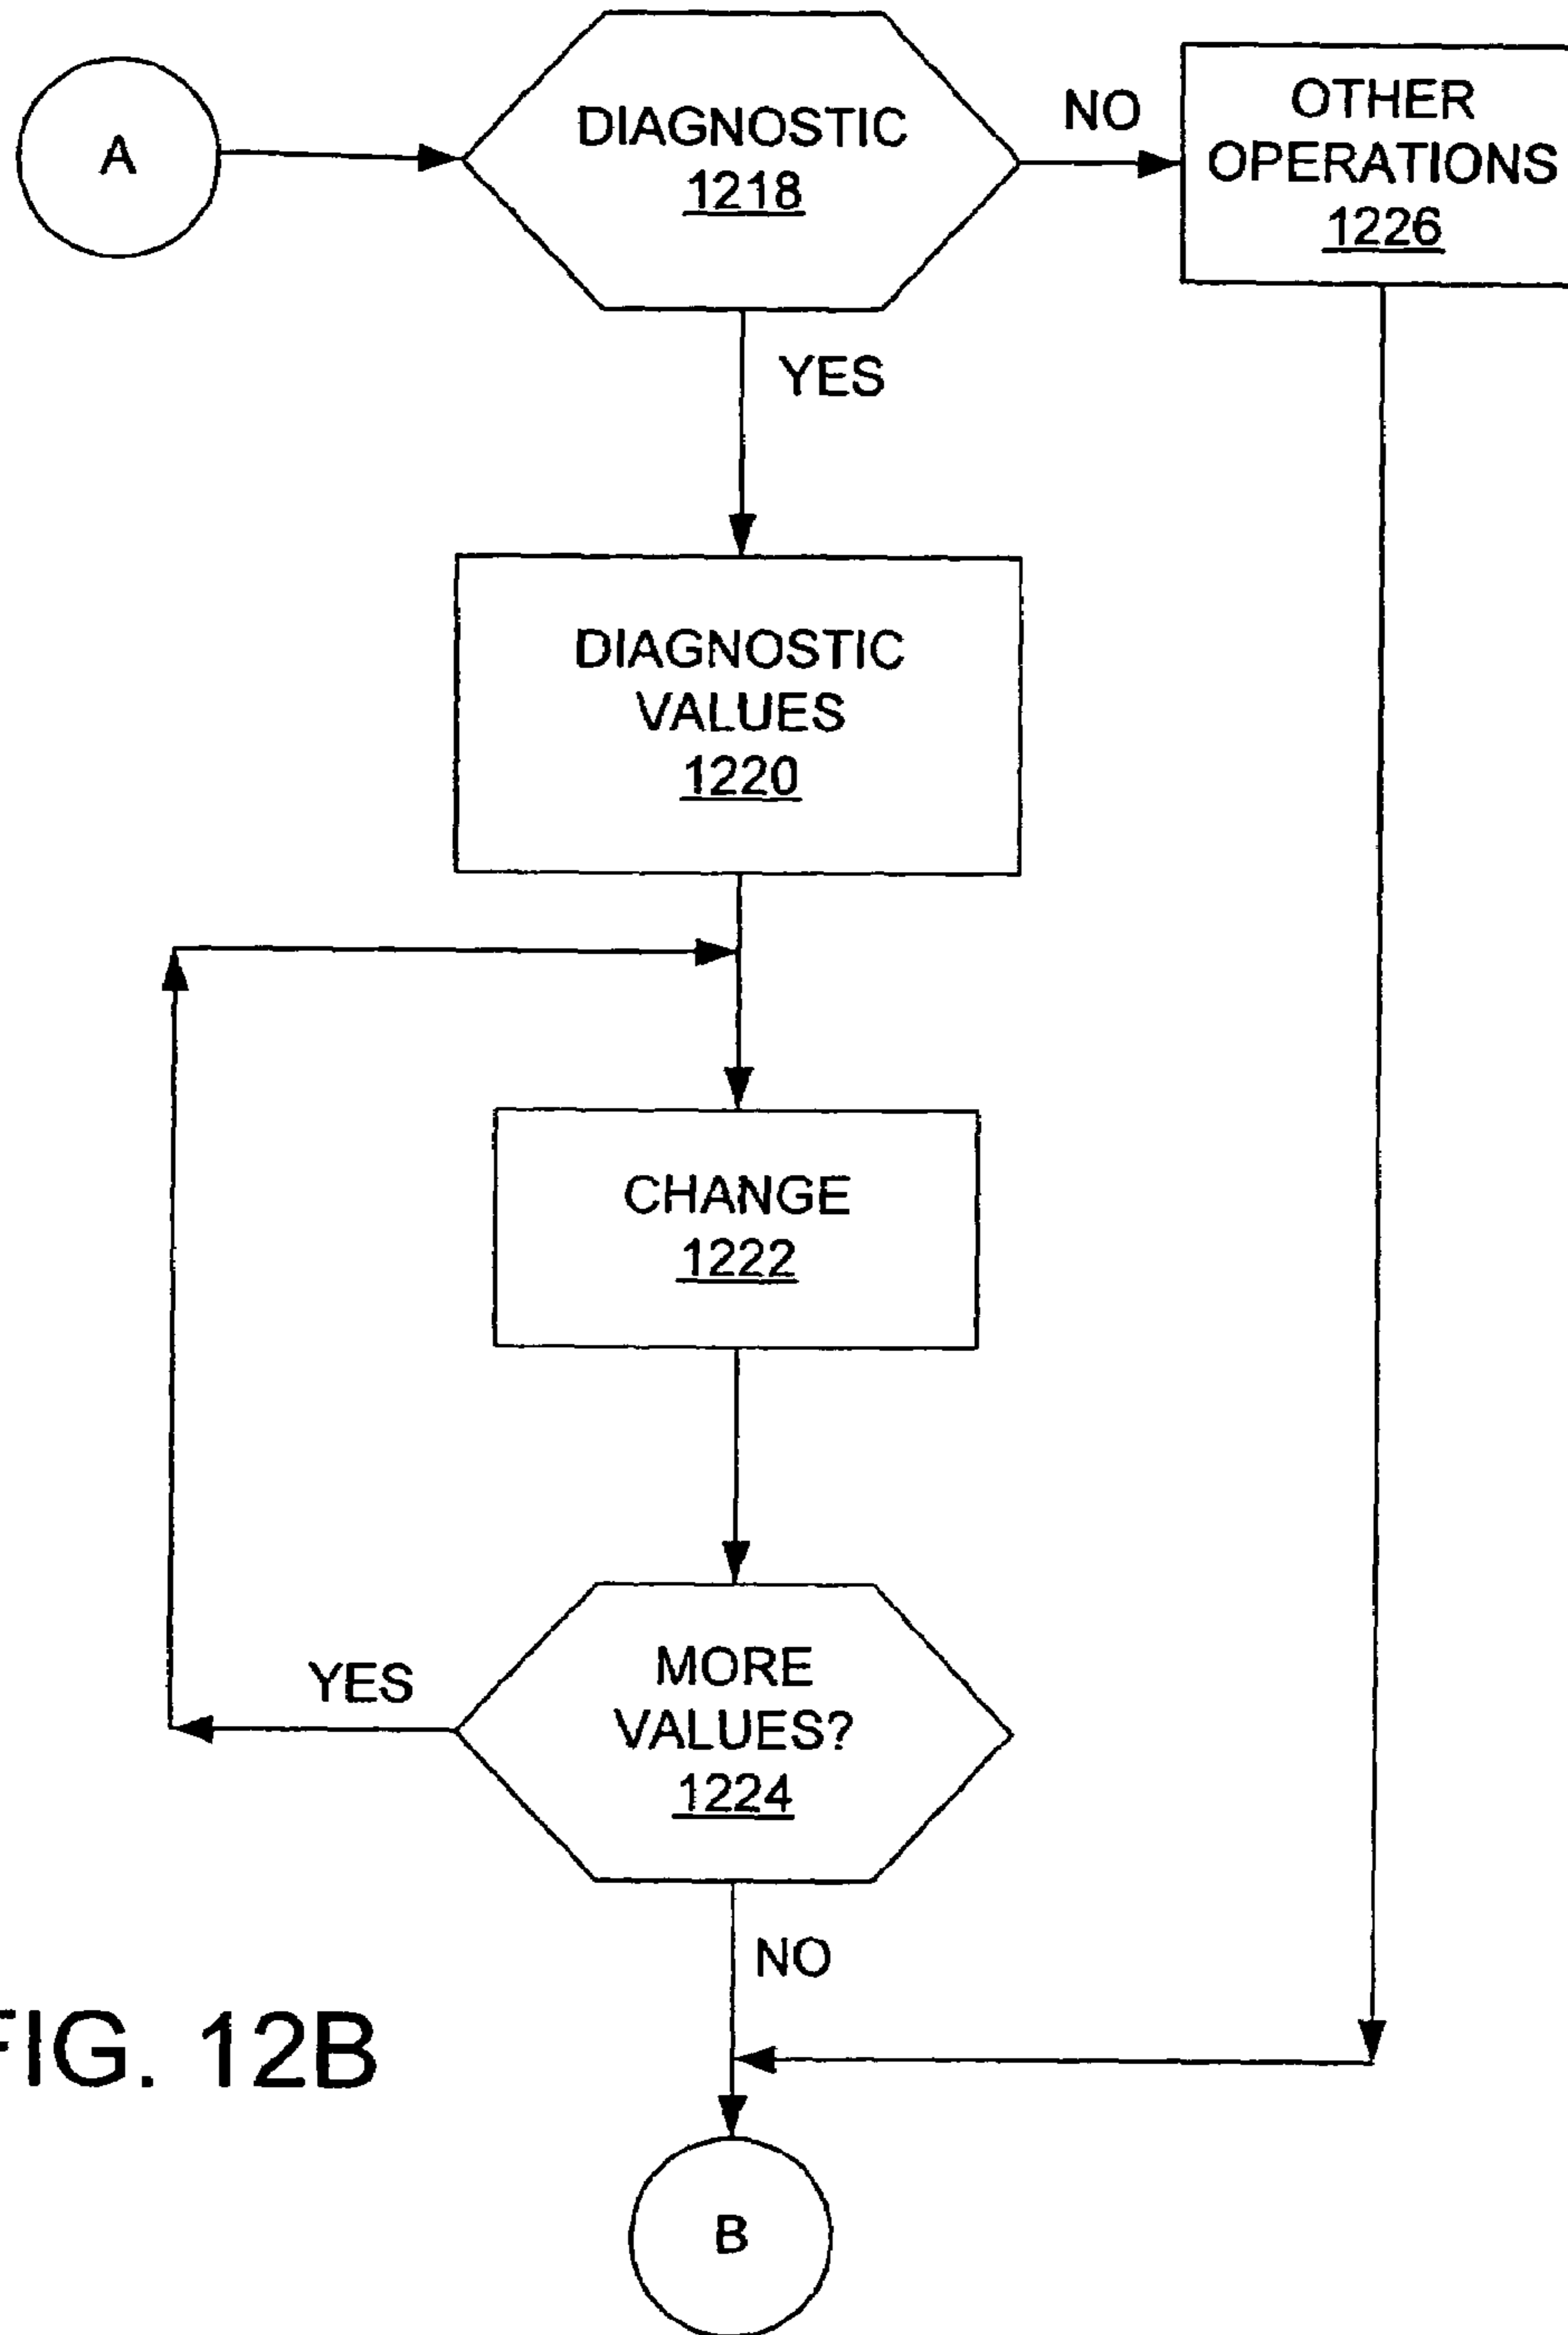 A
DIAGNOSTIC
1218
NO
OTHER
OPERATIONS
1226
YES
DIAGNOSTIC
VALUES
1220
CHANGE
1222
YES
MORE
VALUES?
1224
NO
FIG. 12B
B